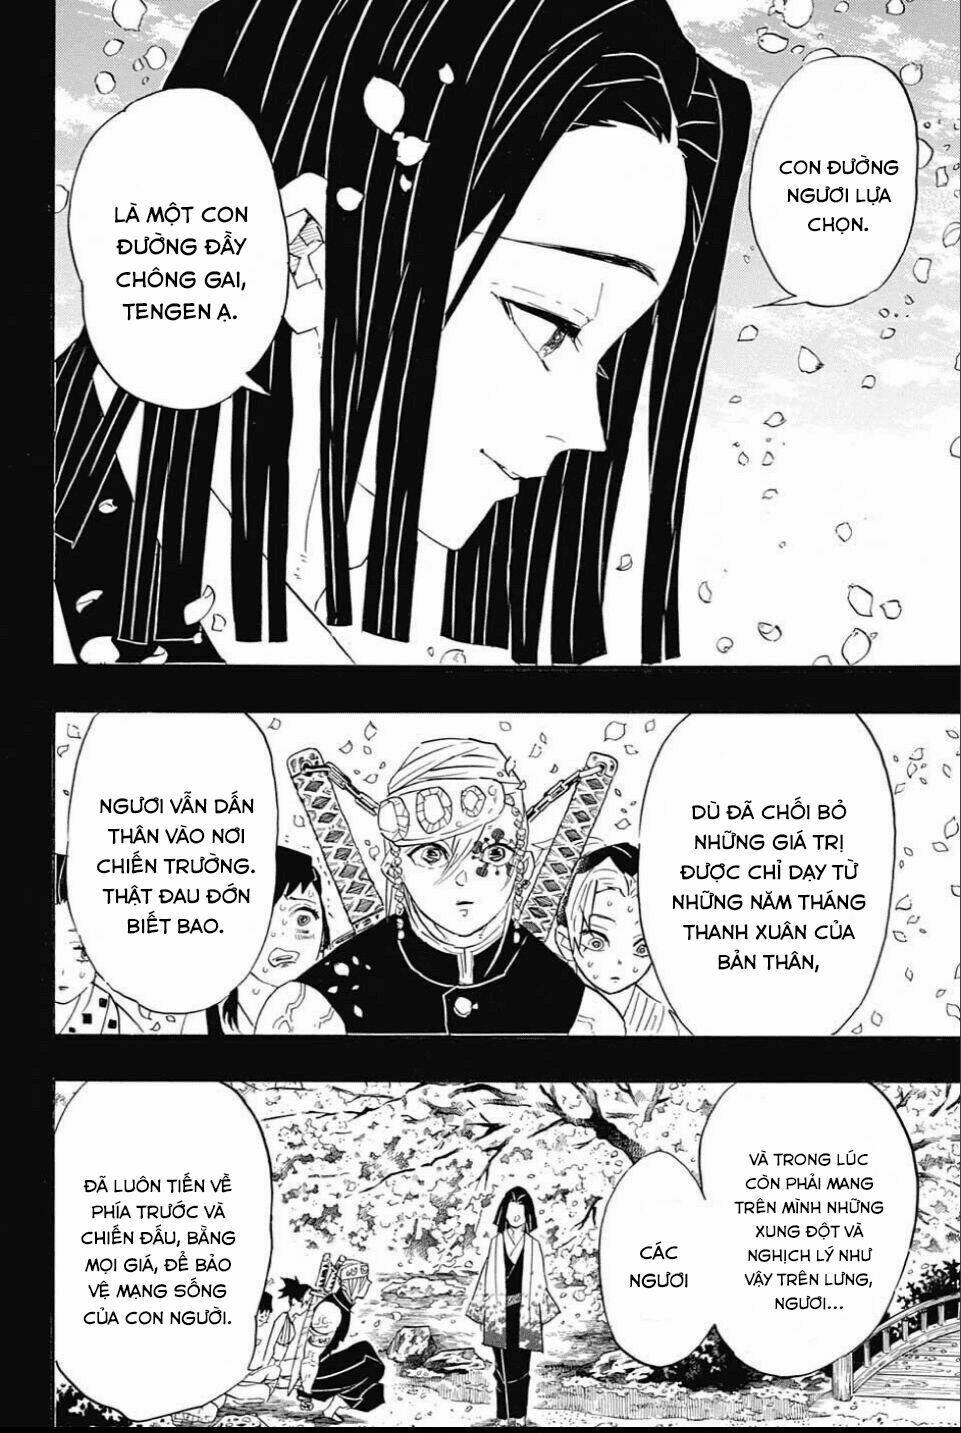 CON ĐƯỜNG
NGƯƠI LỰA
CHỌN.
LÀ MỘT CON
ĐƯỜNG ĐẦY
CHÔNG GAI,
TENGEN Ạ.
DÙ ĐÃ CHỐI BỎ
NHỮNG GIÁ TRỊ
ĐƯỢC CHỈ DẠY TỪ
NHỮNG NĂM THÁNG
THANH XUÂN CỦA
BẢN THÂN,
NGƯƠI VẪN DẤN
THÂN VÀO NƠI
CHIẾN TRƯỜNG.
THẬT ĐAU ĐỚN
BIẾT BAO.
VÀ TRONG LÚC
CÒN PHẢI MANG
TRÊN MÌNH NHỮNG
XUNG ĐỘT VÀ
NGHỊCH LÝ NHƯ
VẬY TRÊN LƯNG,
NGƯƠI...
CÁC
NGƯƠI
ĐÃ LUÔN TIẾN VỀ
PHÍA TRƯỚC VÀ
CHIẾN ĐẤU, BẰNG
MỌI GIÁ, ĐỂ BẢO
VỆ MẠNG SỐNG
CỦA CON NGƯỜI.